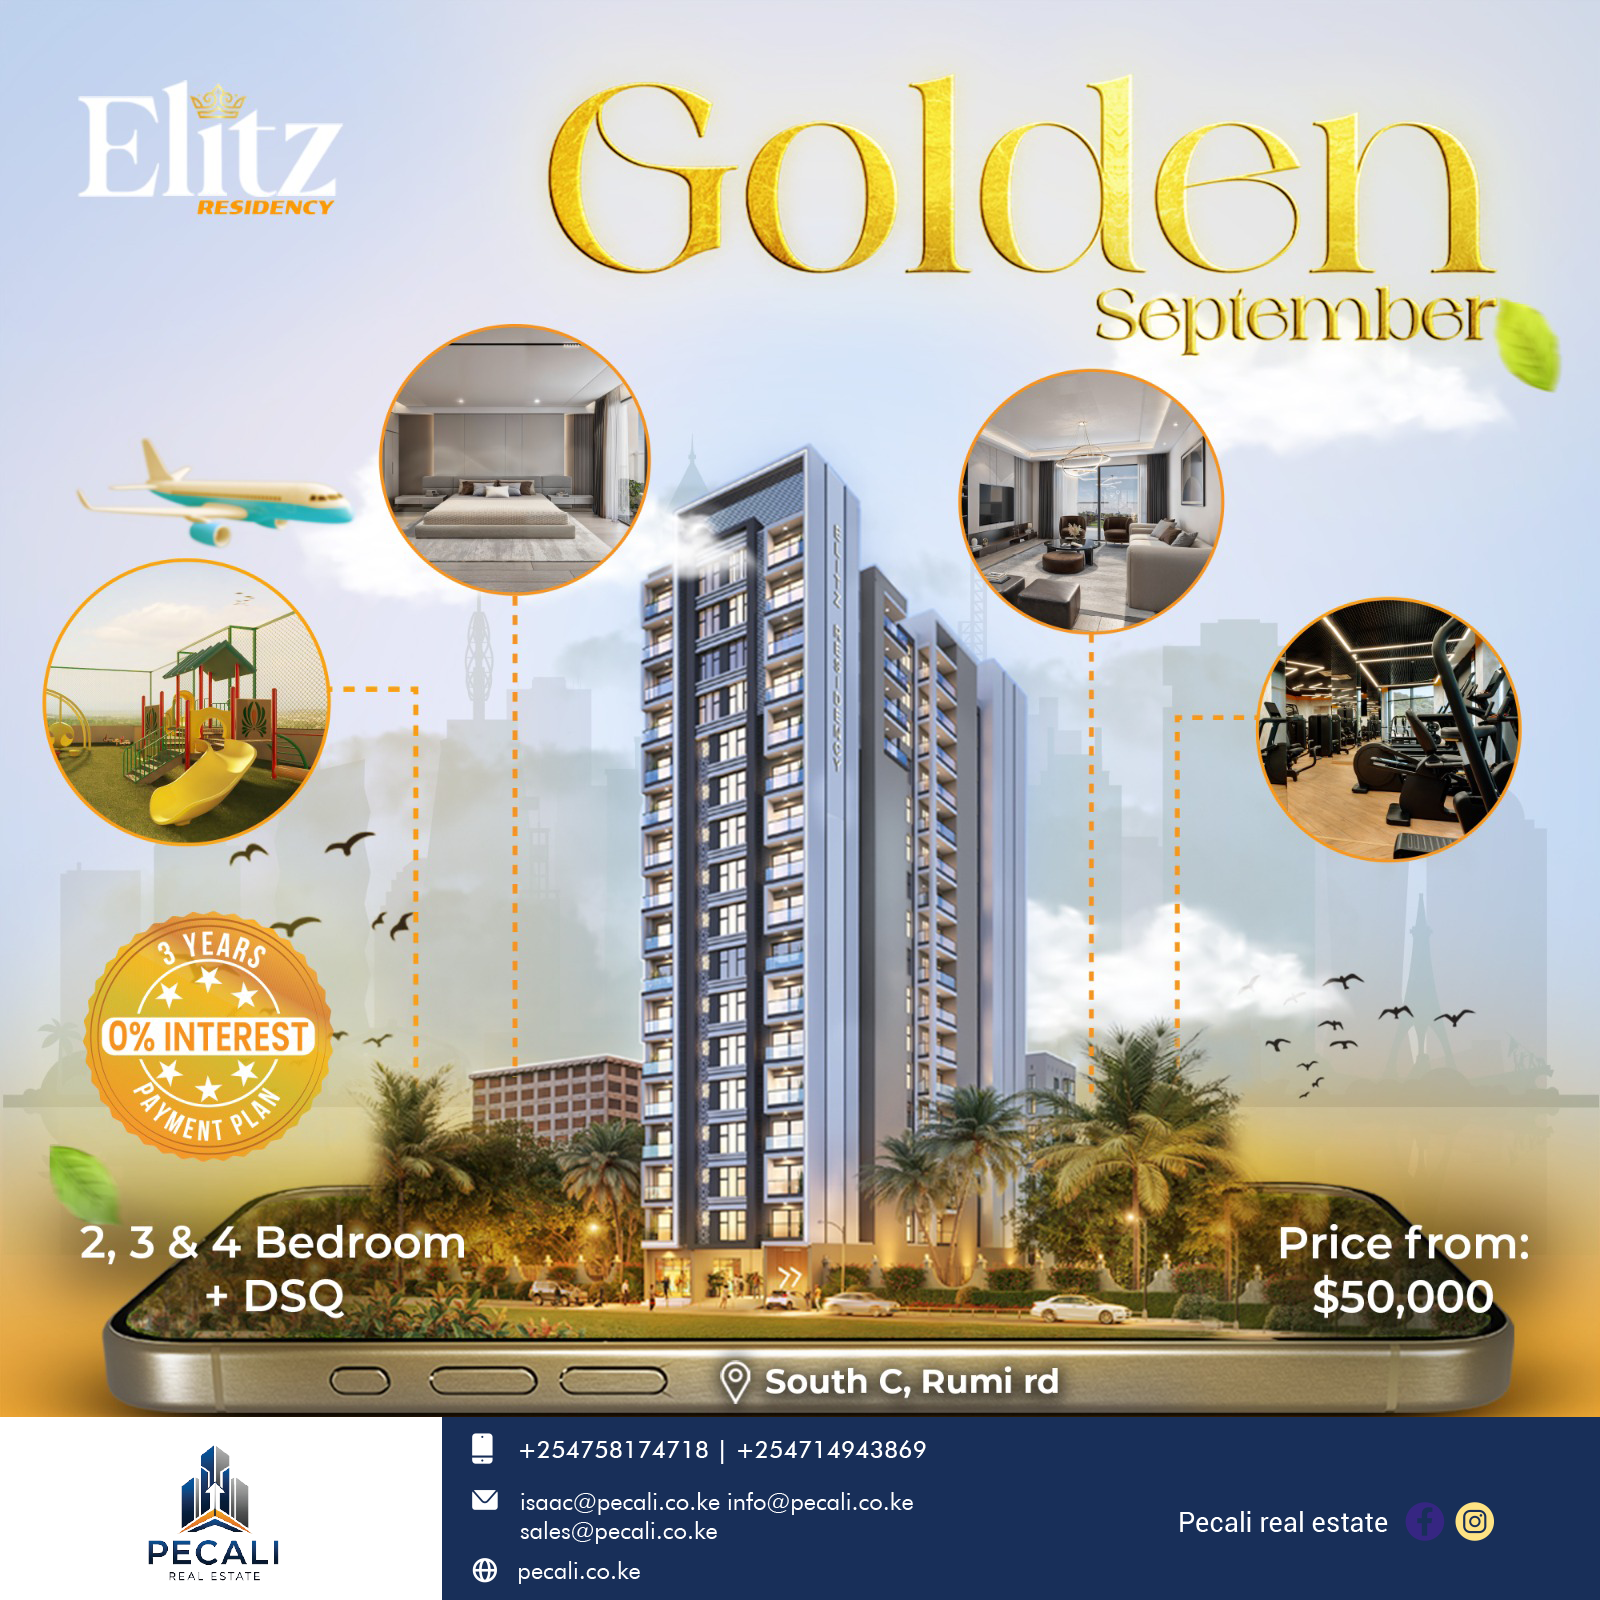 Elitz
RESIDENCY
Golden
September
ELITZ RESIDENCY
3 YEARS
0% INTEREST
PAYMENT PLAN
2, 3 & 4 Bedroom
+ DSQ
Price from:
$50,000
South C, Rumi rd
PECALI
REAL ESTATE
+254758174718 | +254714943869
isaac@pecali.co.ke info@pecali.co.ke
sales@pecali.co.ke
pecali.co.ke
Pecali real estate